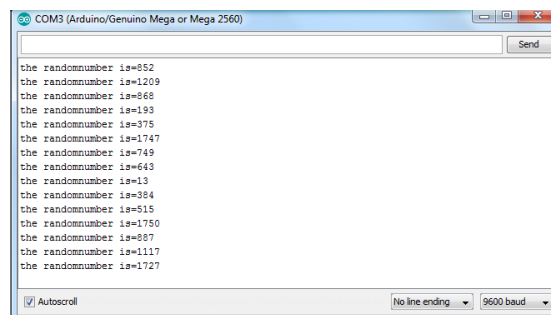 COM3 (Arduino/Genuino Mega or Mega 2560)
Send
the randomnumber is=852
the randomnumber is=1209
the randomnumber is=868
the randomnumber is=193
the randomnumber is=375
the randomnumber is=1747
the randomnumber is=749
the randomnumber is=643
the randomnumber is=13
the randomnumber is=384
the randomnumber is=515
the randomnumber is=1750
the randomnumber is=887
the randomnumber is=1117
the randomnumber is=1727
Autoscroll No line ending 9600 baud